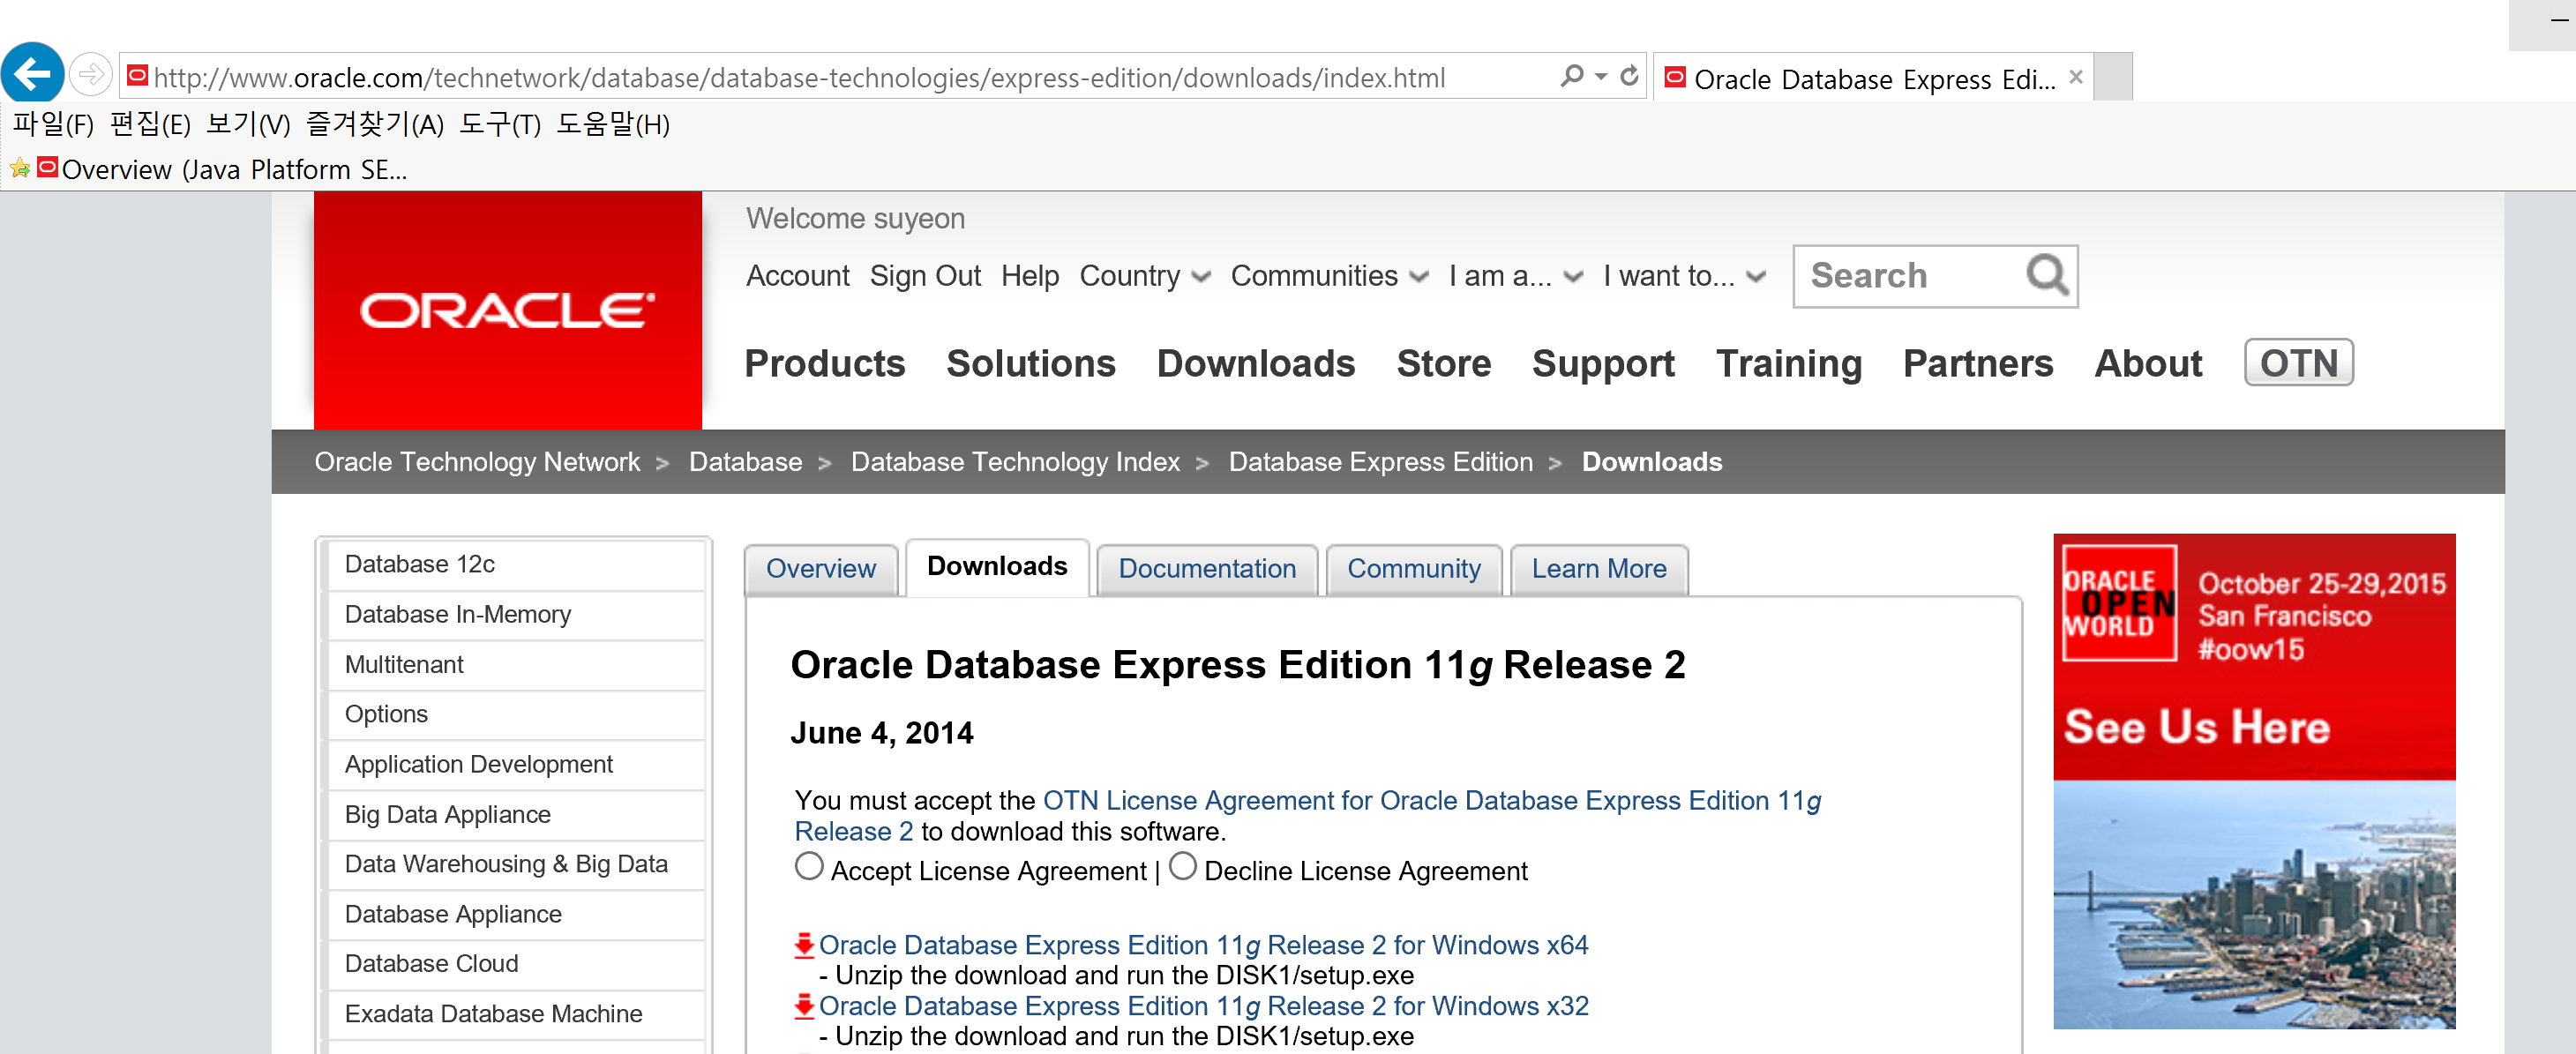 http://www.oracle.com/technetwork/database/database-technologies/express-edition/downloads/index.html
Oracle Database Express Edi...
파일(F) 편집(E) 보기(V) 즐겨찾기(A) 도구(T) 도움말(H)
Overview (Java Platform SE...
ORACLE
Welcome suyeon
Account Sign Out Help Country Communities I am a... I want to... Search
Products Solutions Downloads Store Support Training Partners About OTN
Oracle Technology Network > Database > Database Technology Index > Database Express Edition > Downloads
Database 12c
Database In-Memory
Multitenant
Options
Application Development
Big Data Appliance
Data Warehousing & Big Data
Database Appliance
Database Cloud
Exadata Database Machine
Overview Downloads Documentation Community Learn More
Oracle Database Express Edition 11g Release 2
June 4, 2014
You must accept the OTN License Agreement for Oracle Database Express Edition 11g
Release 2 to download this software.
Accept License Agreement | Decline License Agreement
Oracle Database Express Edition 11g Release 2 for Windows x64
- Unzip the download and run the DISK1/setup.exe
Oracle Database Express Edition 11g Release 2 for Windows x32
- Unzip the download and run the DISK1/setup.exe
ORACLE
OPEN
WORLD
October 25-29,2015
San Francisco
#oow15
See Us Here